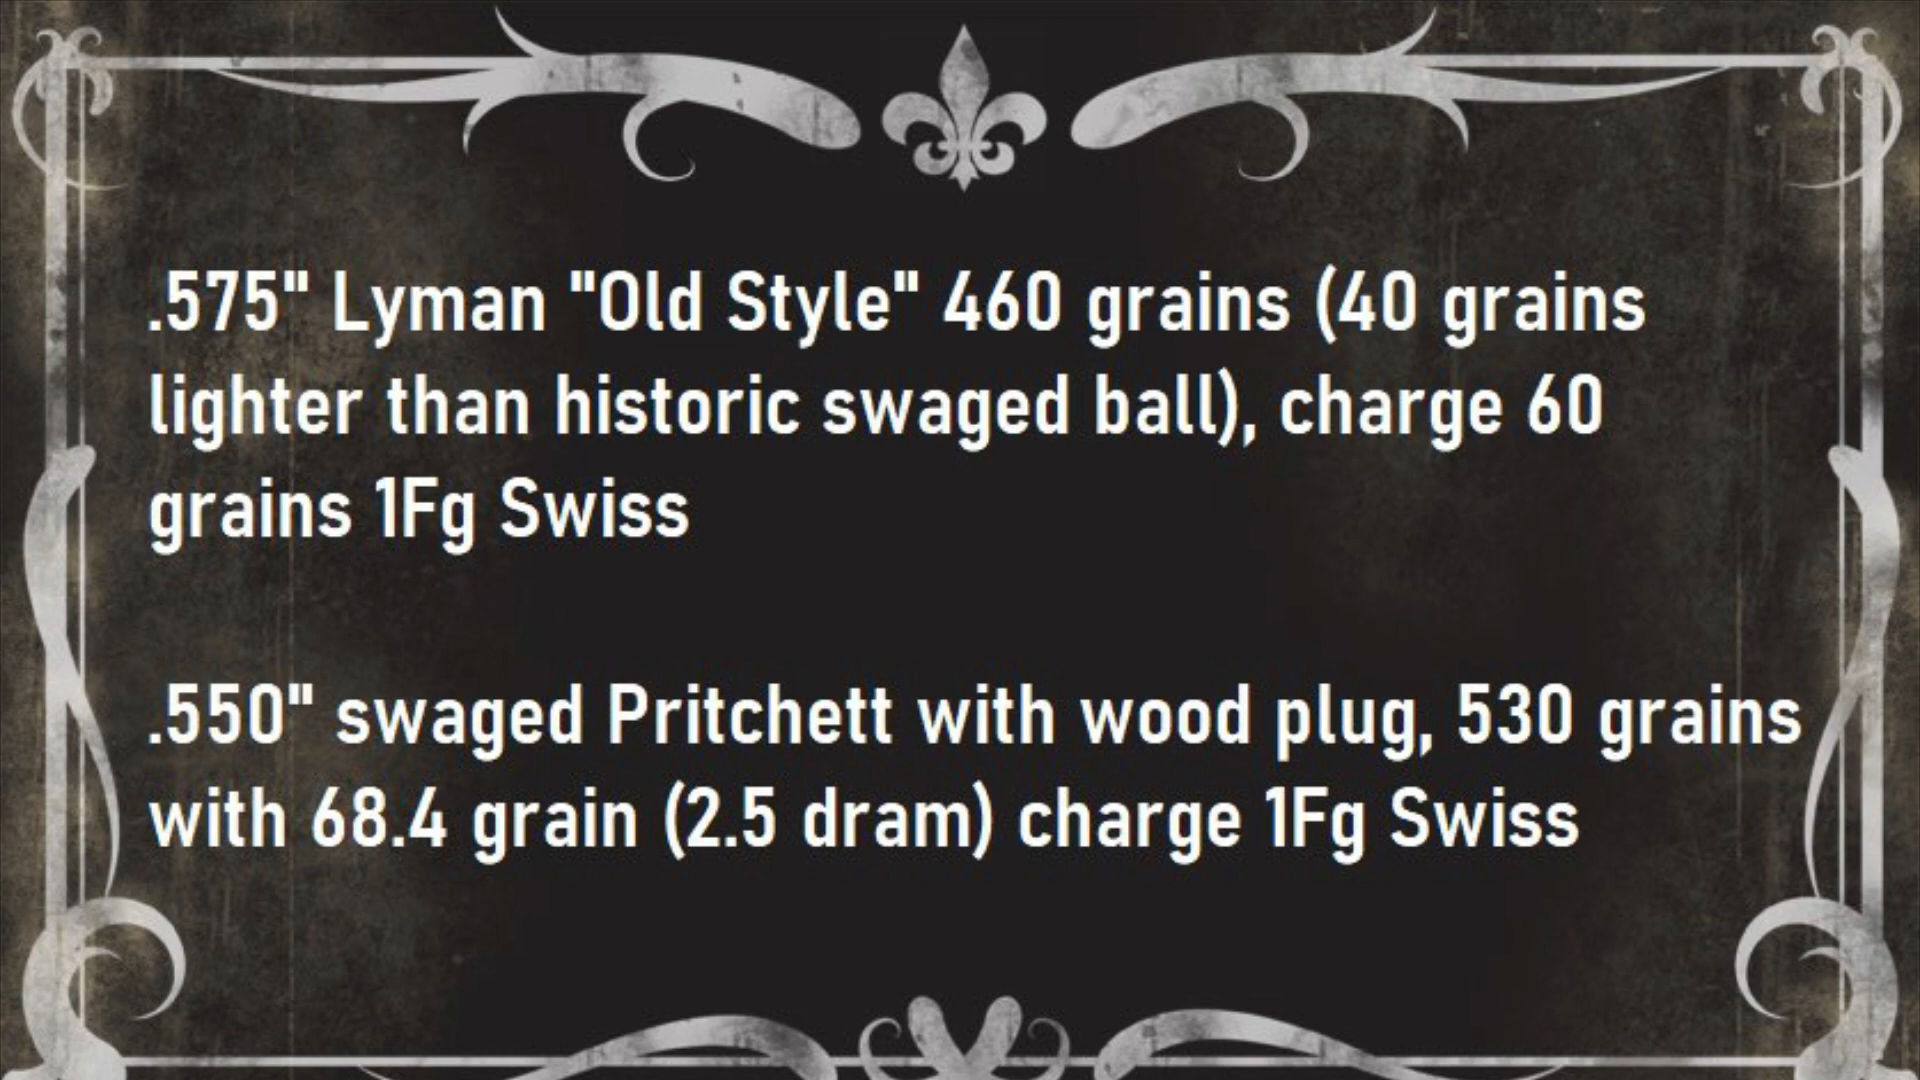 .575" Lyman "Old Style" 460 grains (40 grains
lighter than historic swaged ball), charge 60
grains 1Fg Swiss
.550" swaged Pritchett with wood plug, 530 grains
with 68.4 grain (2.5 dram) charge 1Fg Swiss